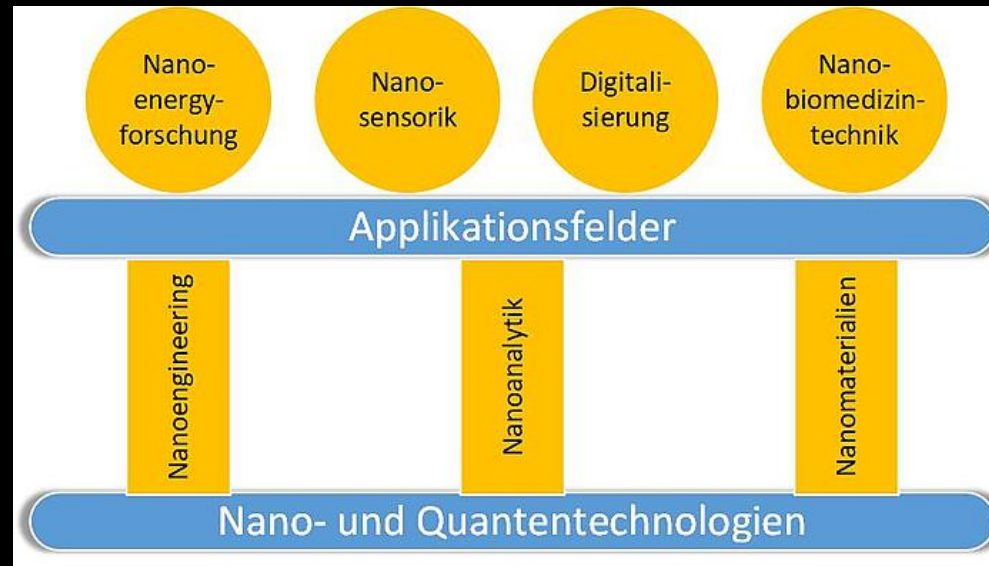 Nano-
energy-
forschung
Nano-
sensorik
Digitali-
sierung
Nano-
biomedizin-
technik
Applikationsfelder
Nanoengineering
Nanoanalytik
Nanomaterialien
Nano- und Quantentechnologien